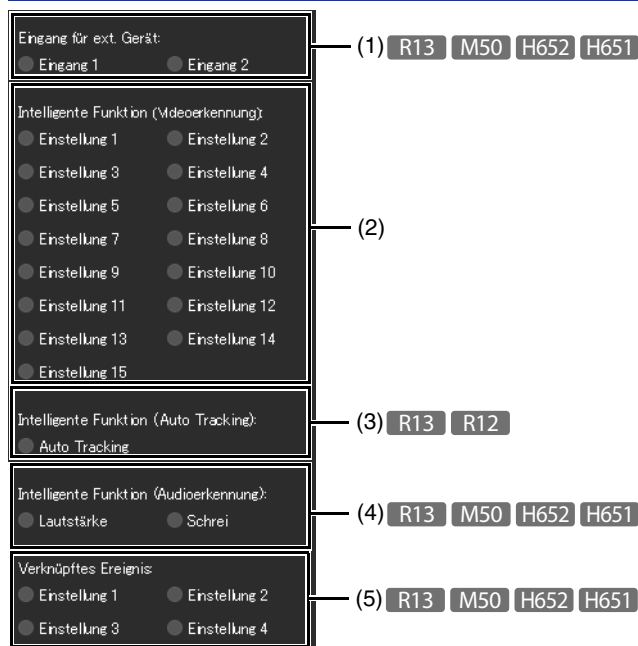 Eingang für ext. Gerät:
Eingang 1 Eingang 2
(1) R13 M50 H652 H651
Intelligente Funktion (Videoerkennung):
Einstellung 1 Einstellung 2
Einstellung 3 Einstellung 4
Einstellung 5 Einstellung 6
Einstellung 7 Einstellung 8
(2)
Einstellung 9 Einstellung 10
Einstellung 11 Einstellung 12
Einstellung 13 Einstellung 14
Einstellung 15
Intelligente Funktion (Auto Tracking):
(3) R13 R12
Auto Tracking
Intelligente Funktion (Audioerkennung):
Lautstärke Schrei
(4) R13 M50 H652 H651
Verknüpftes Ereignis:
Einstellung 1 Einstellung 2
(5) R13 M50 H652 H651
Einstellung 3 Einstellung 4